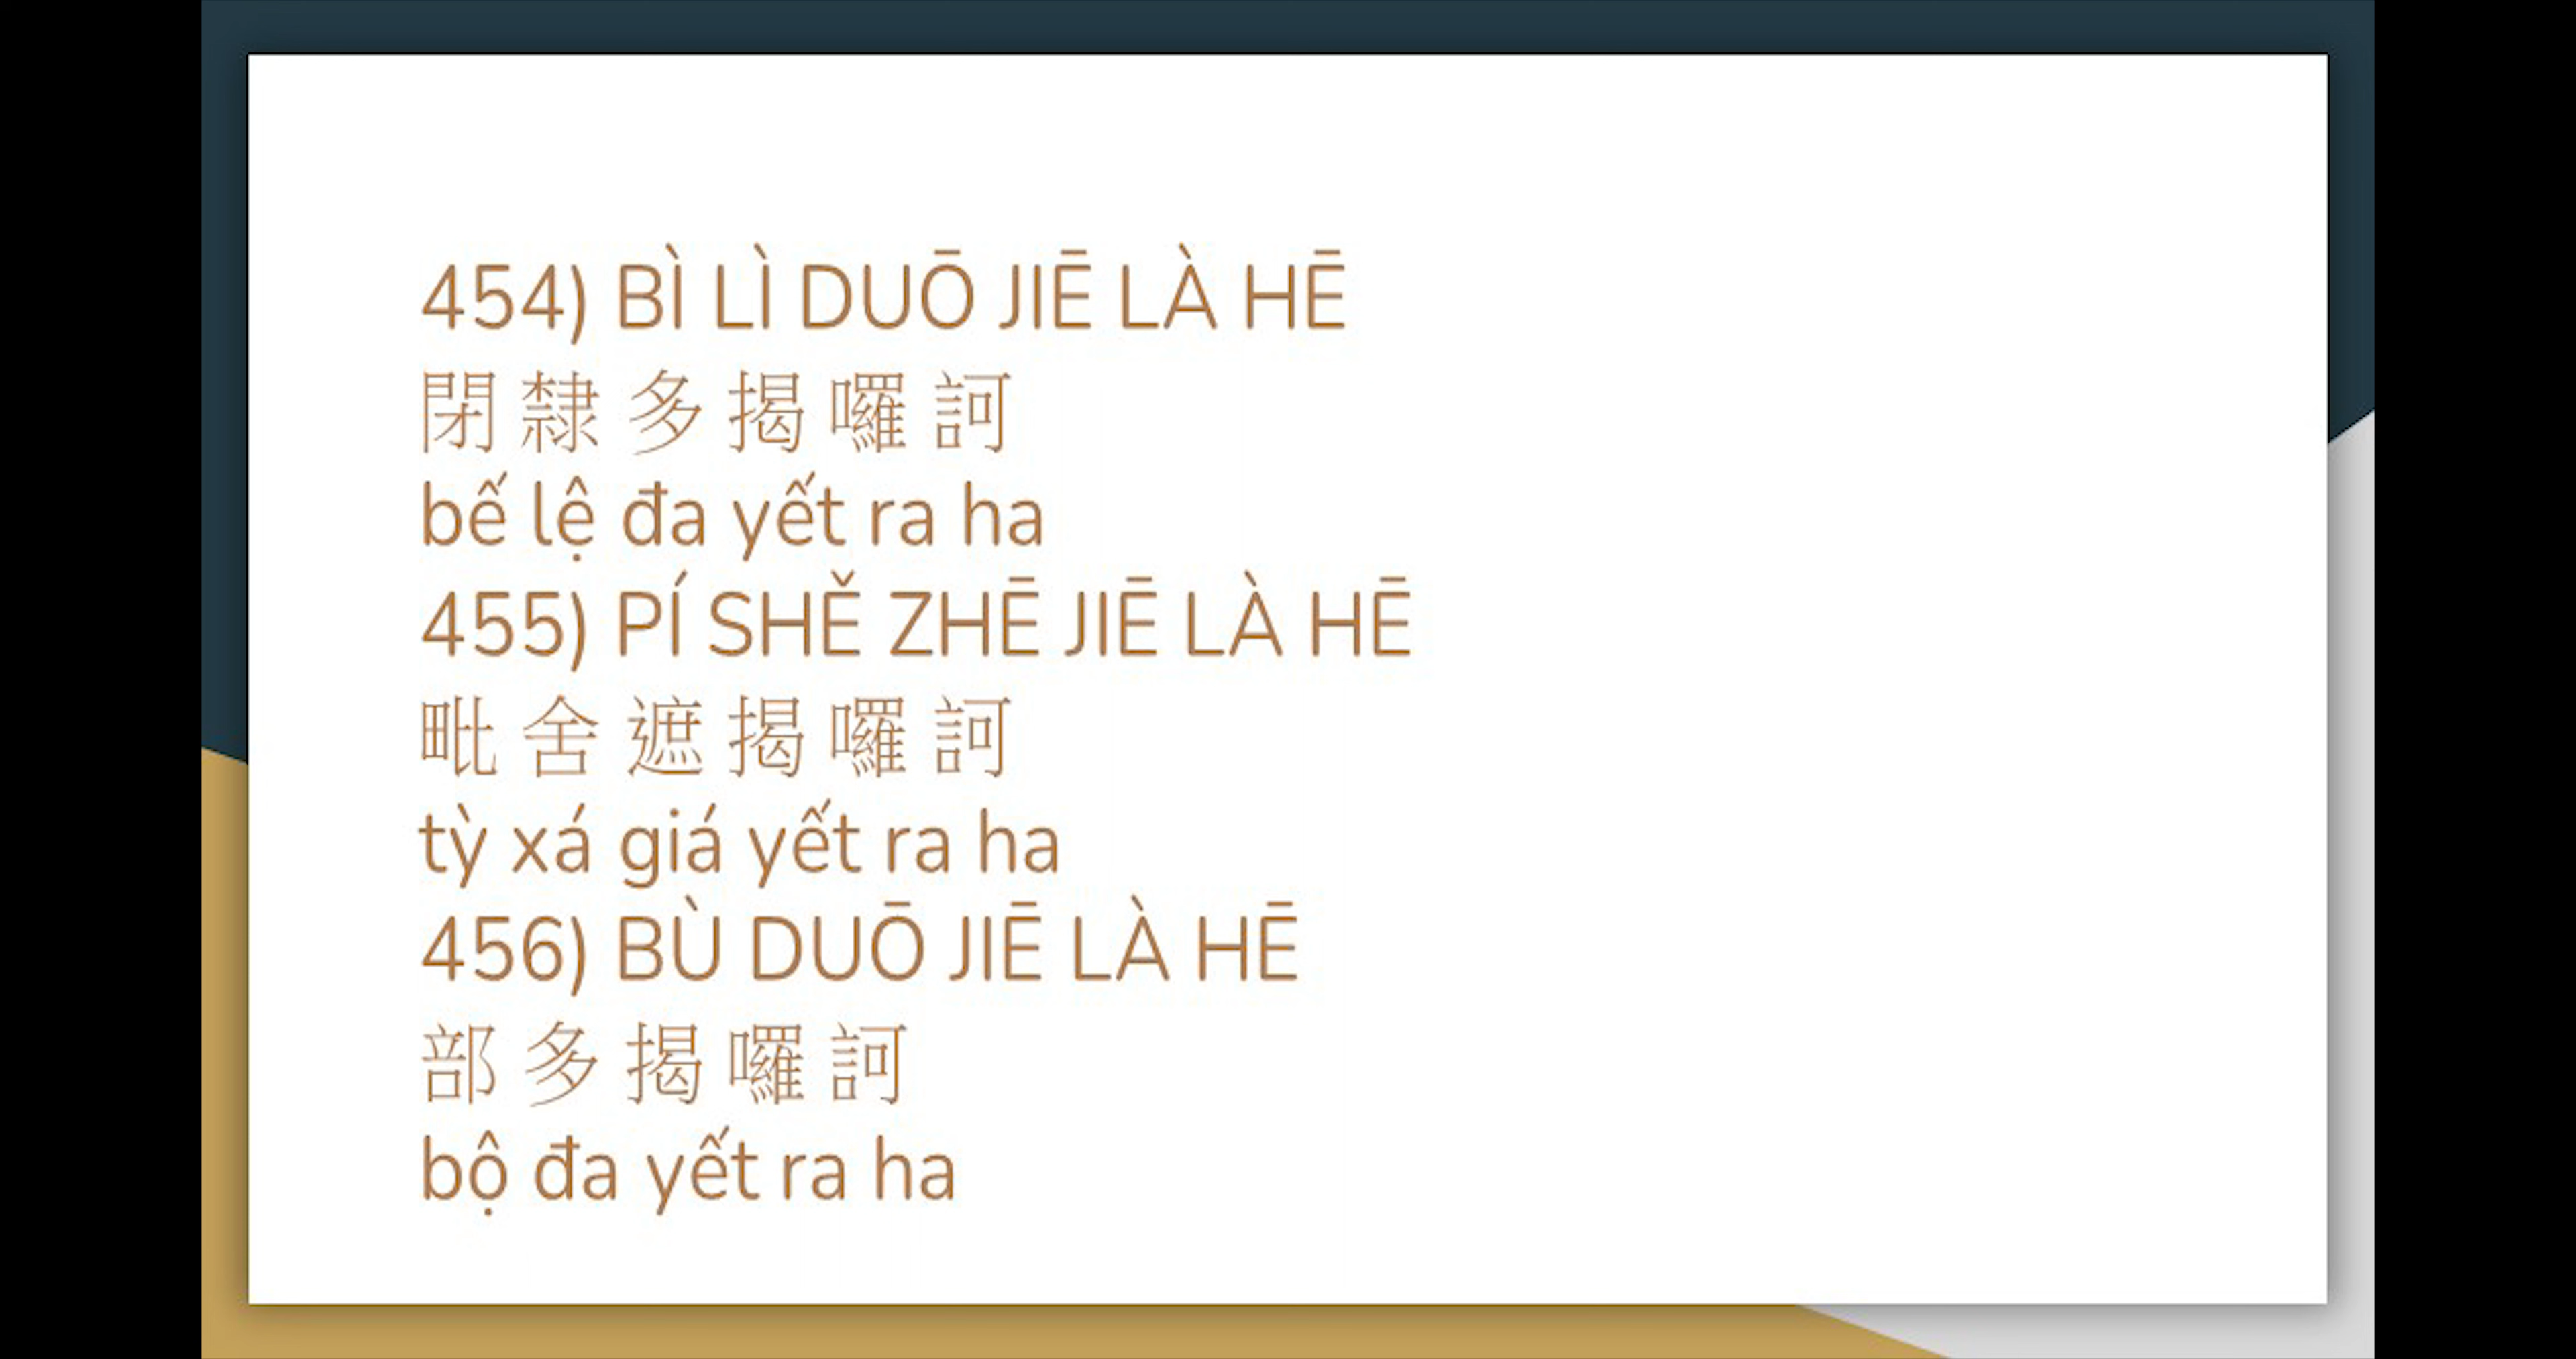 454) BÌ LÌ DUŌ JIĒ LÀ HĒ
閉 隸 多 揭 囉 訶
bế lệ đa yết ra ha
455) PÍ SHĚ ZHĒ JIĒ LÀ HĒ
毗 舍 遮 揭 囉 訶
tỳ xá giá yết ra ha
456) BÙ DUŌ JIĒ LÀ HĒ
部 多 揭 囉 訶
bộ đa yết ra ha